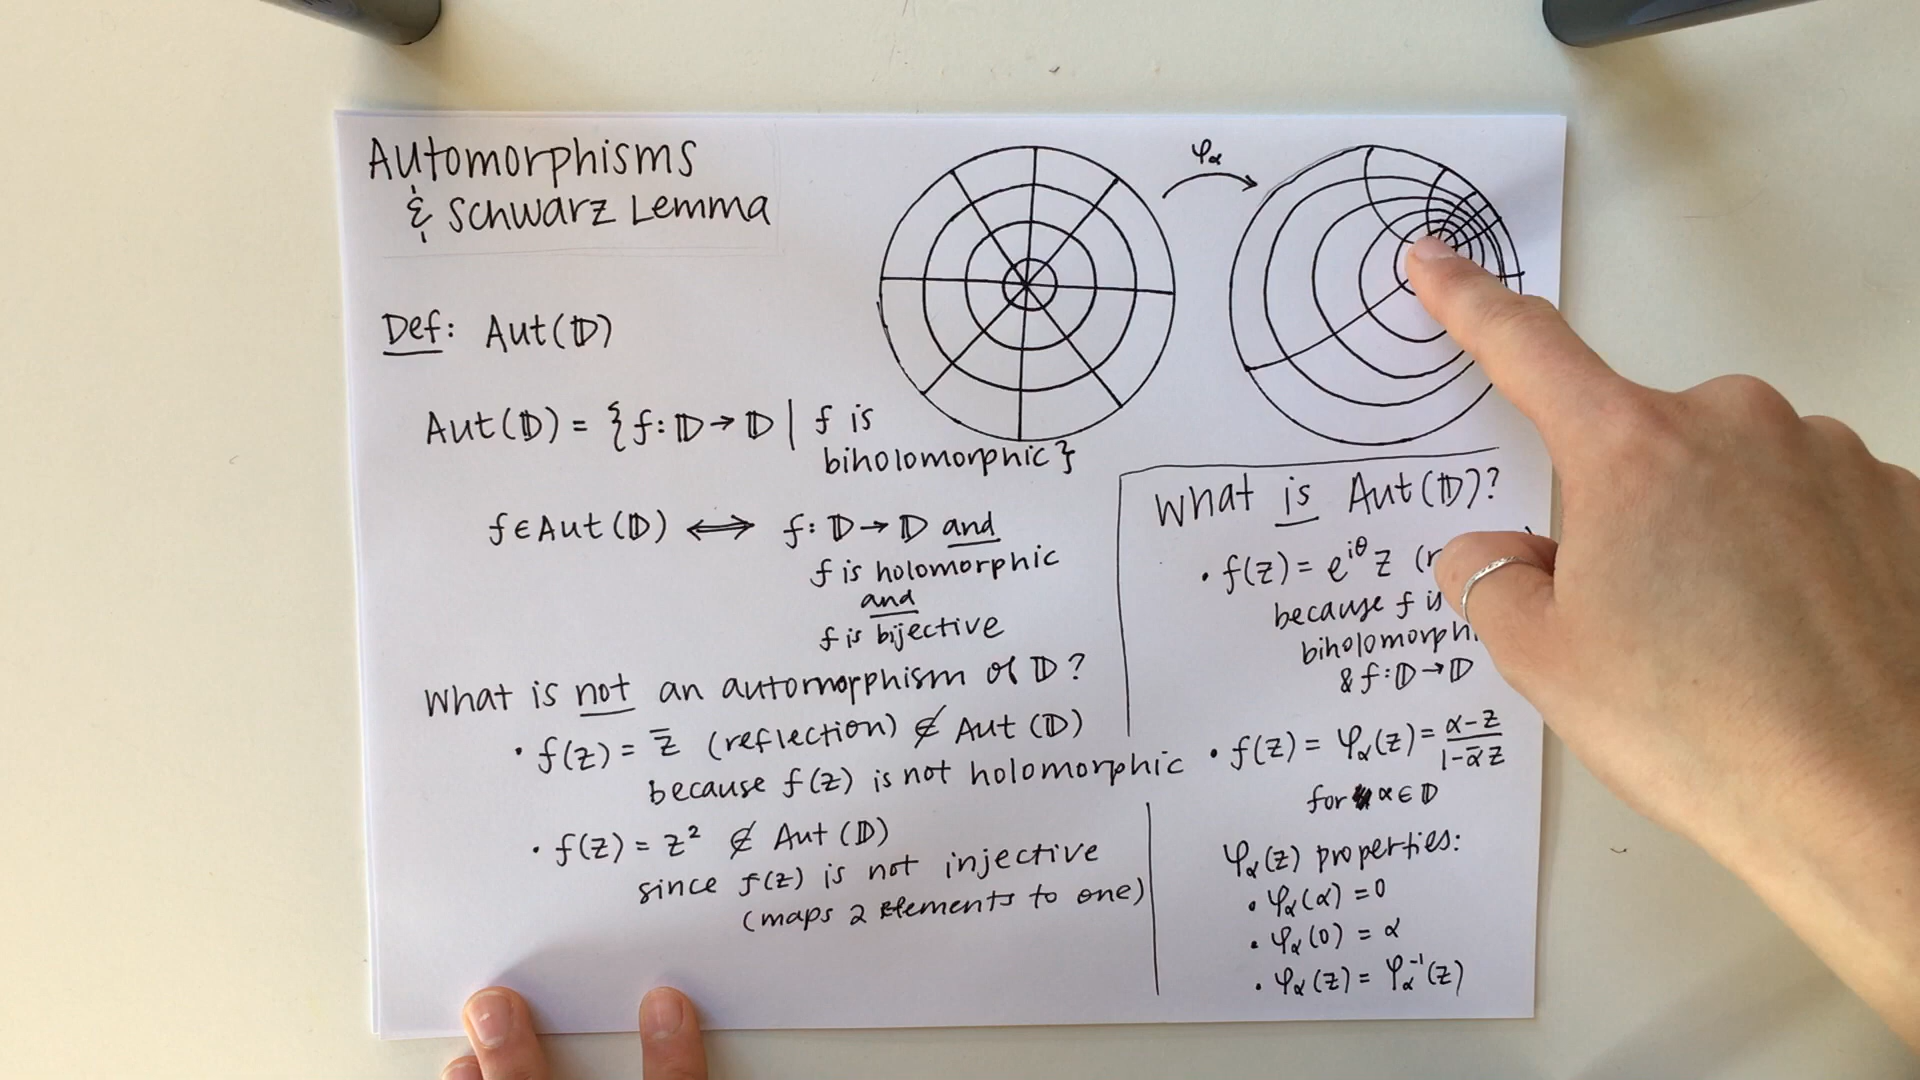 Automorphisms
& Schwarz Lemma
φα
Def: Aut(𝔻)
Aut(𝔻) = {f: 𝔻→𝔻 | f is
biholomorphic}
f∈Aut(𝔻) ⟺ f: 𝔻→𝔻 and
f is holomorphic
and
f is bijective
What is not an automorphism of 𝔻?
• f(z) = z̅ (reflection) ∉ Aut(𝔻)
because f(z) is not holomorphic
• f(z) = z² ∉ Aut(𝔻)
since f(z) is not injective
(maps 2 elements to one)
What is Aut(𝔻)?
• f(z) = e^{iθ} z
because f is
& f: 𝔻→𝔻
• f(z) = φα(z) = (α-z)/(1-α̅z)
for α∈𝔻
φα(z) properties:
• φα(α) = 0
• φα(0) = α
• φα(z) = φα⁻¹(z)